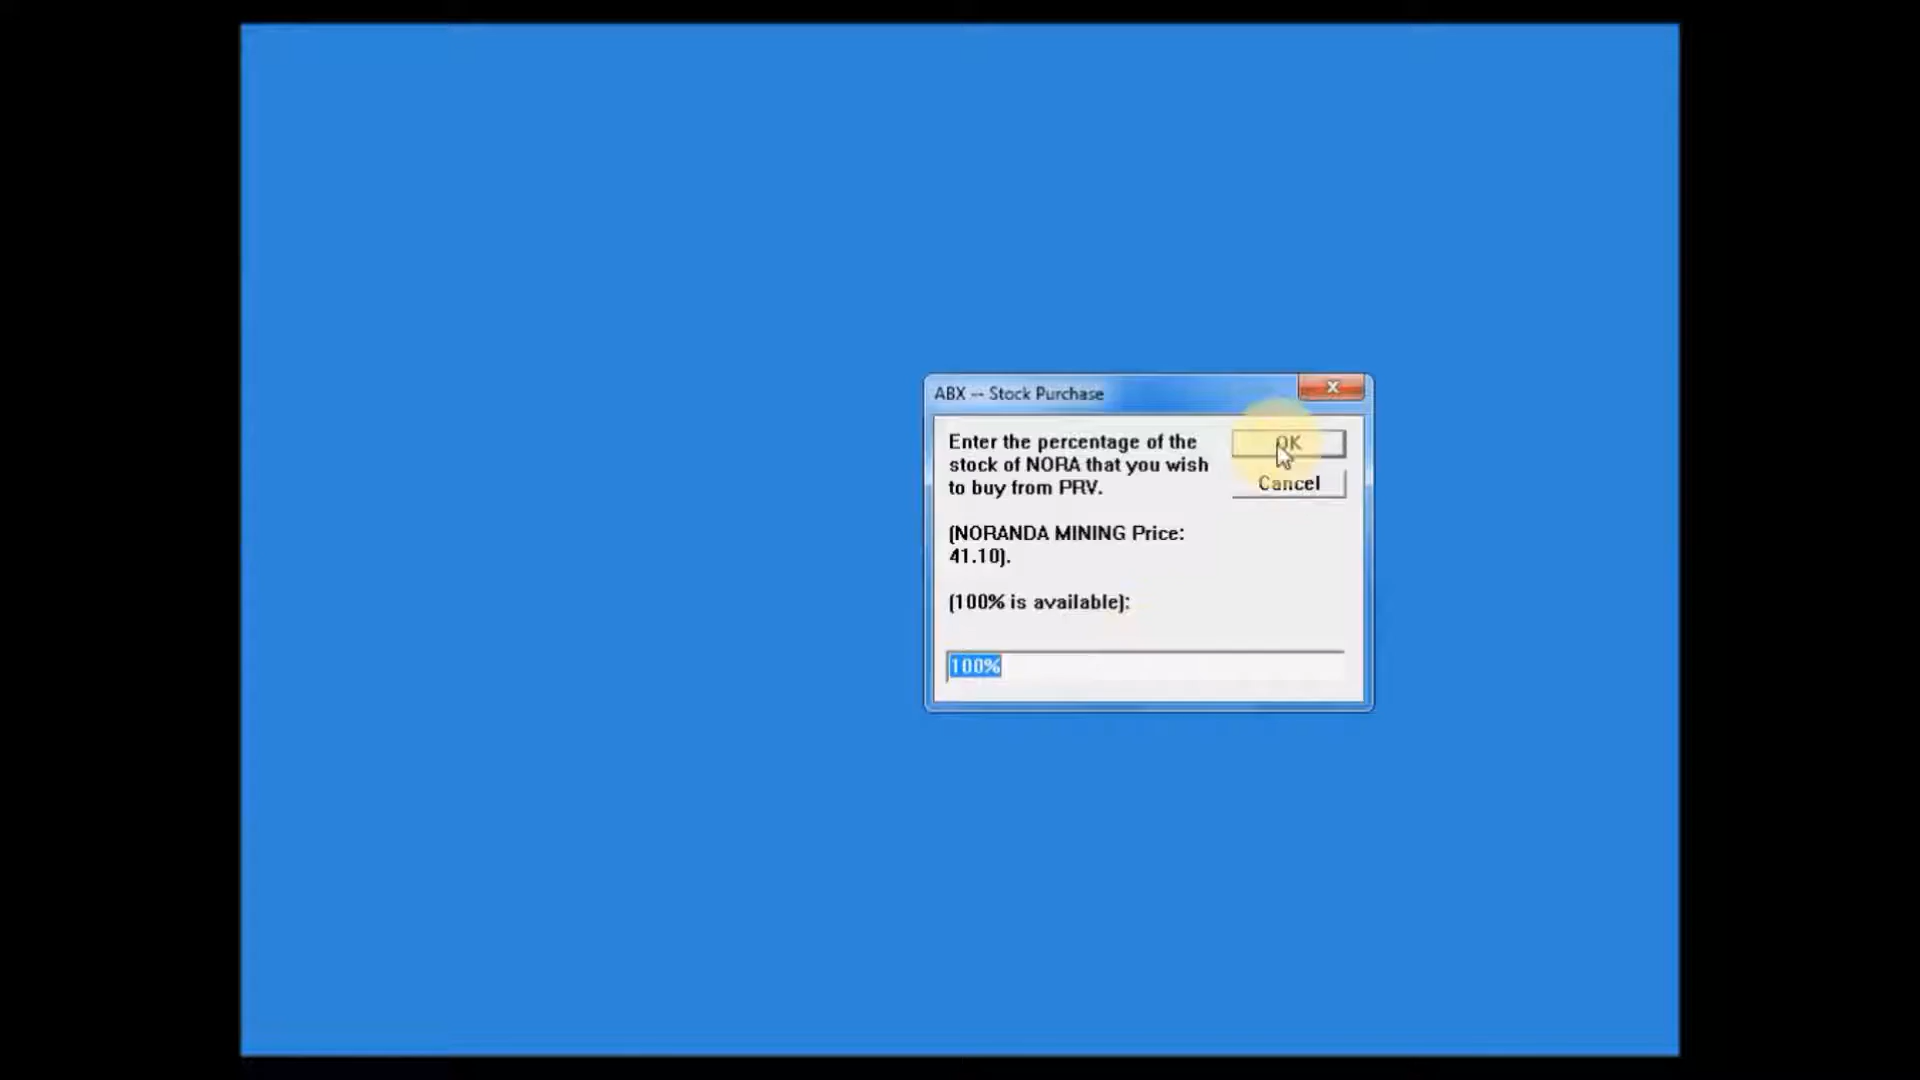 ABX -- Stock Purchase
Enter the percentage of the
stock of NORA that you wish
to buy from PRV.
(NORANDA MINING Price:
41.10).
(100% is available):
OK
Cancel
100%